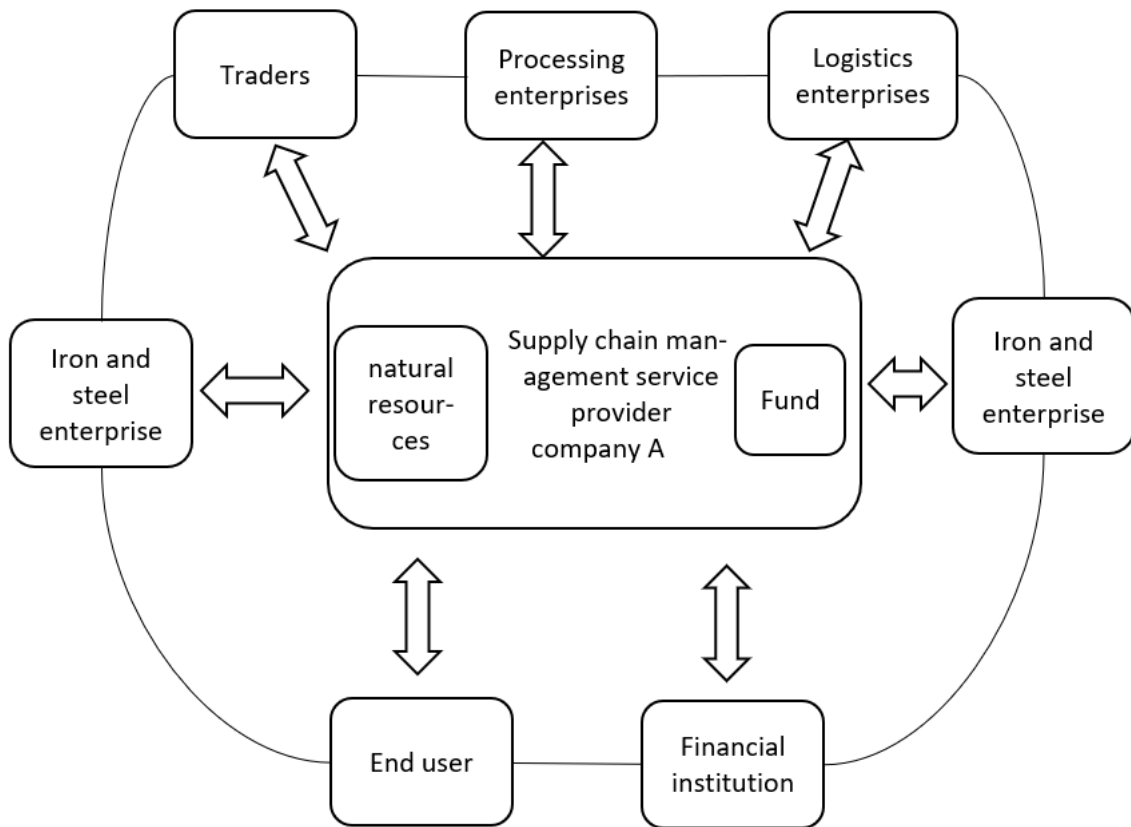 Traders
Processing
enterprises
Logistics
enterprises
Iron and
steel
enterprise
natural
resour-
ces
Supply chain man-
agement service
provider
company A
Fund
Iron and
steel
enterprise
End user
Financial
institution